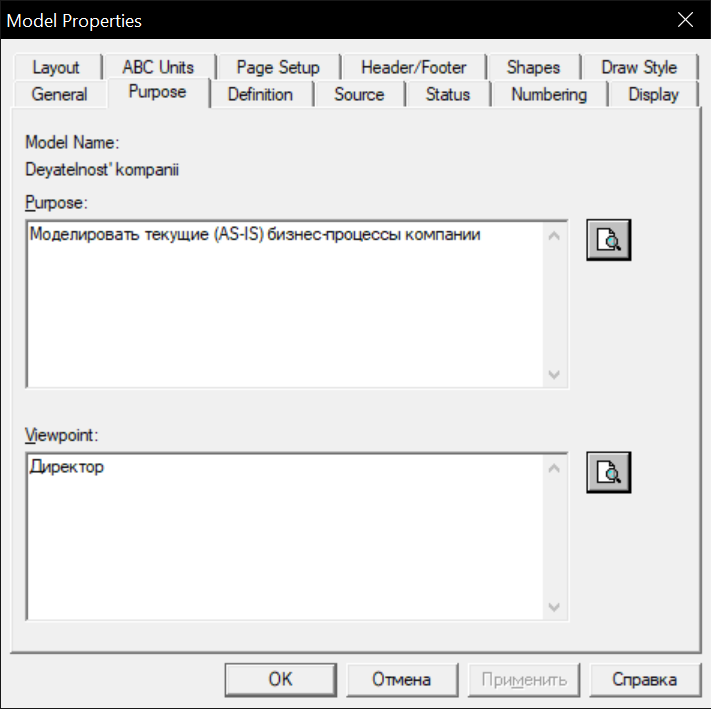 Model Properties
Layout ABC Units Page Setup Header/Footer Shapes Draw Style
General Purpose Definition Source Status Numbering Display
Model Name:
Deyatelnost' kompanii
Purpose:
Моделировать текущие (AS-IS) бизнес-процессы компании
Viewpoint:
Директор
OK Отмена Применить Справка